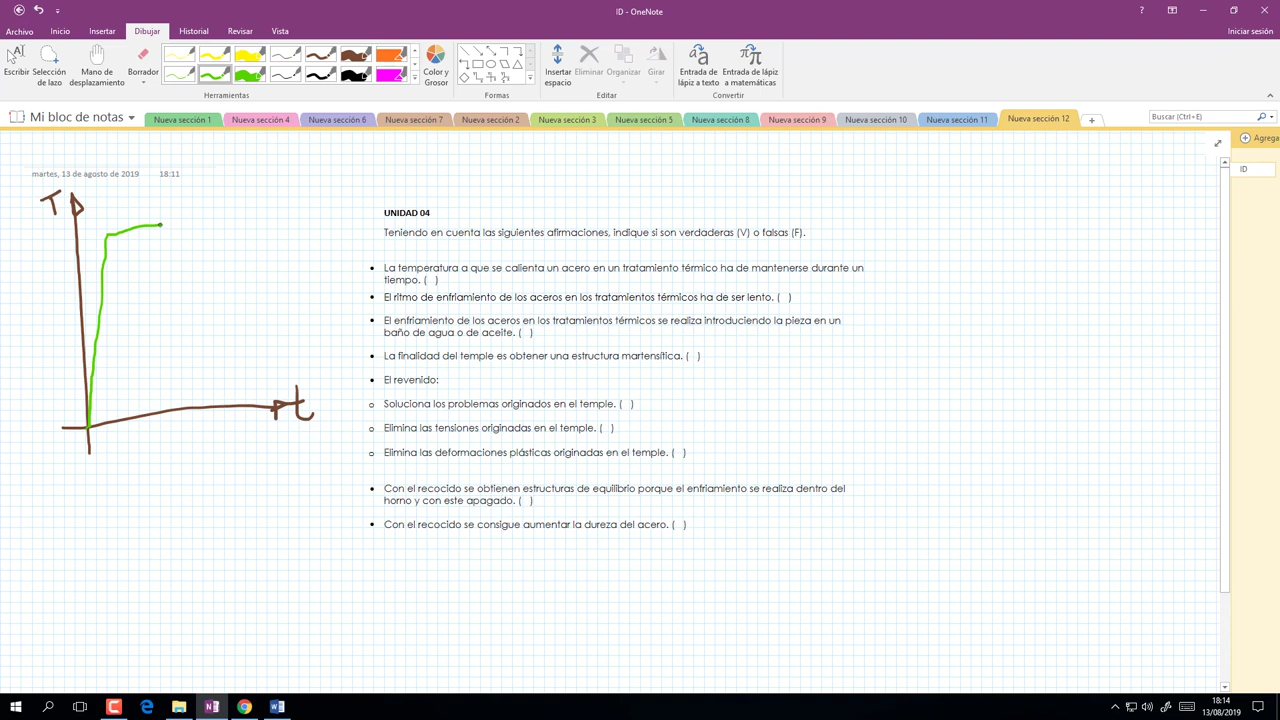 ID - OneNote
?
Archivo Inicio Insertar Dibujar Historial Revisar Vista Iniciar sesión
Escribir Selección de lazo Mano de desplazamiento Borrador Color y Grosor Insertar espacio Eliminar Organizar Girar Entrada de lápiz a texto Entrada de lápiz a matemáticas
Herramientas Formas Editar Convertir
Mi bloc de notas Nueva sección 1 Nueva sección 4 Nueva sección 6 Nueva sección 7 Nueva sección 2 Nueva sección 3 Nueva sección 5 Nueva sección 8 Nueva sección 9 Nueva sección 10 Nueva sección 11 Nueva sección 12 Buscar (Ctrl+E)
Agrega
ID
martes, 13 de agosto de 2019 18:11
T
t
UNIDAD 04
Teniendo en cuenta las siguientes afirmaciones, indique si son verdaderas (V) o falsas (F).
• La temperatura a que se calienta un acero en un tratamiento térmico ha de mantenerse durante un
tiempo. ( )
• El ritmo de enfriamiento de los aceros en los tratamientos térmicos ha de ser lento. ( )
• El enfriamiento de los aceros en los tratamientos térmicos se realiza introduciendo la pieza en un
baño de agua o de aceite. ( )
• La finalidad del temple es obtener una estructura martensítica. ( )
• El revenido:
o Soluciona los problemas originados en el temple. ( )
o Elimina las tensiones originadas en el temple. ( )
o Elimina las deformaciones plásticas originadas en el temple. ( )
• Con el recocido se obtienen estructuras de equilibrio porque el enfriamiento se realiza dentro del
horno y con este apagado. ( )
• Con el recocido se consigue aumentar la dureza del acero. ( )
18:14
13/08/2019